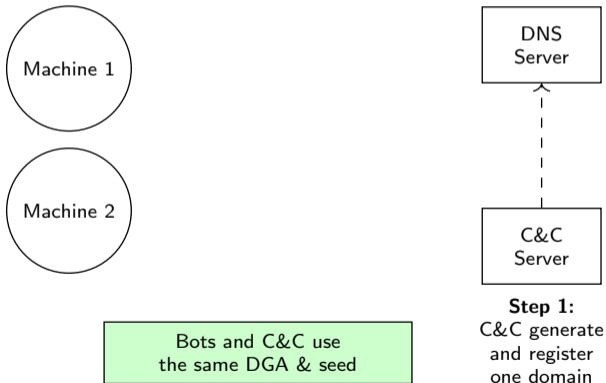 Machine 1
DNS
Server
Machine 2
C&C
Server
Step 1:
C&C generate
and register
one domain
Bots and C&C use
the same DGA & seed